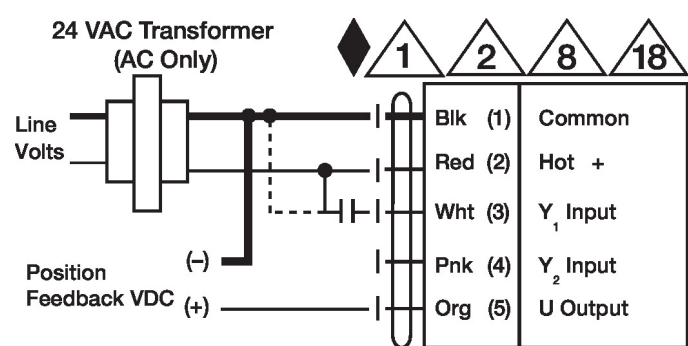 24 VAC Transformer
(AC Only)
1 2 8 18
Line
Volts
Blk (1) Common
Red (2) Hot +
Wht (3) Y1 Input
(–)
Pnk (4) Y2 Input
Position
Feedback VDC (+)
Org (5) U Output